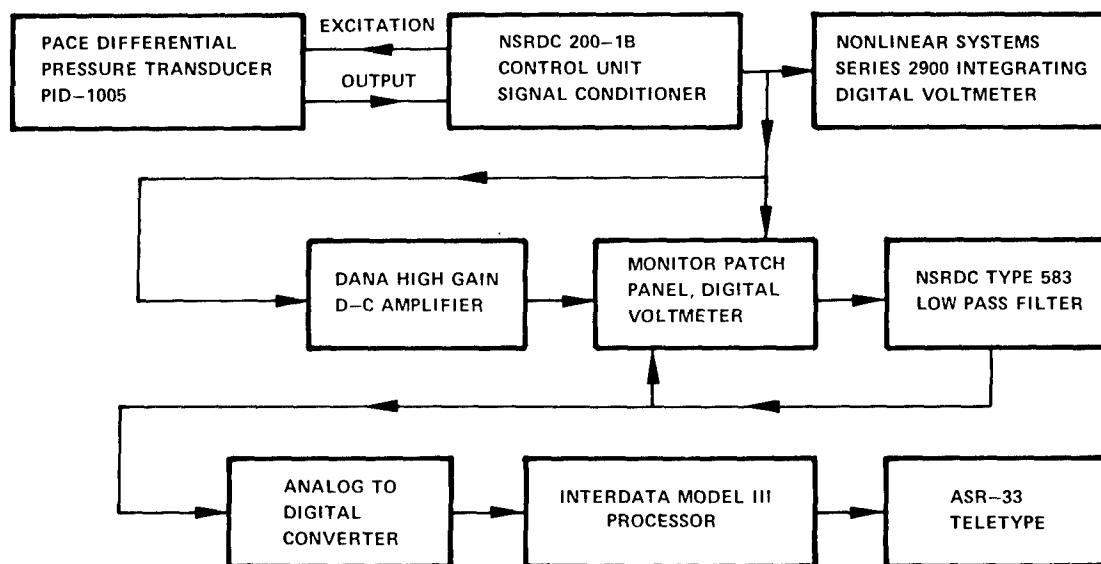 PACE DIFFERENTIAL
PRESSURE TRANSDUCER
PID-1005
EXCITATION
OUTPUT
NSRDC 200-1B
CONTROL UNIT
SIGNAL CONDITIONER
NONLINEAR SYSTEMS
SERIES 2900 INTEGRATING
DIGITAL VOLTMETER
DANA HIGH GAIN
D-C AMPLIFIER
MONITOR PATCH
PANEL, DIGITAL
VOLTMETER
NSRDC TYPE 583
LOW PASS FILTER
ANALOG TO
DIGITAL
CONVERTER
INTERDATA MODEL III
PROCESSOR
ASR-33
TELETYPE